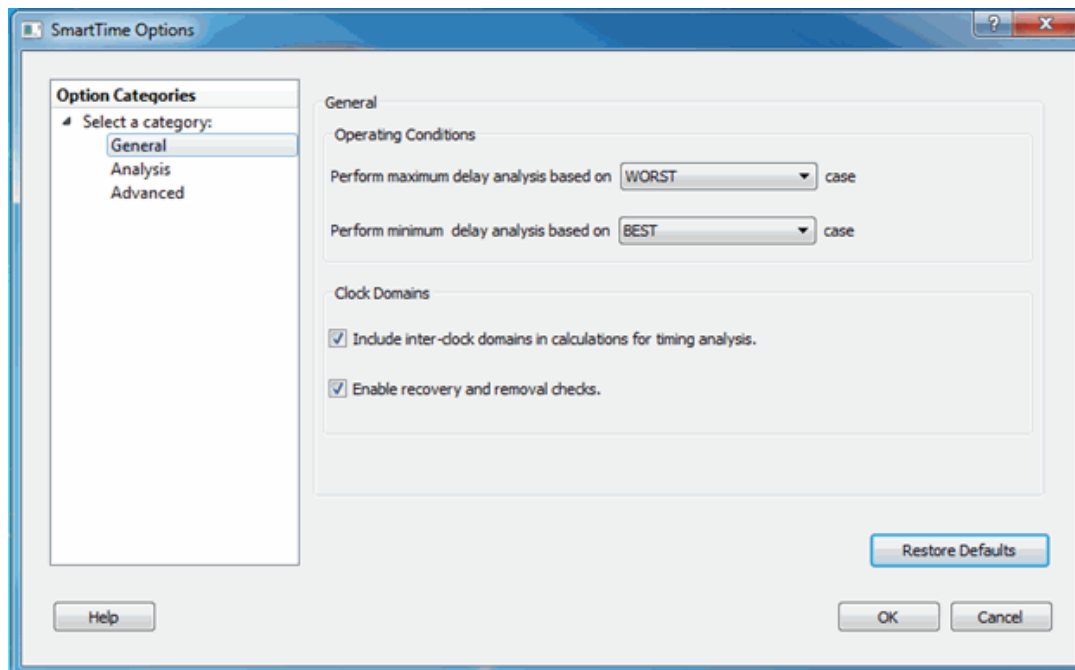 SmartTime Options
Option Categories
Select a category:
General
Analysis
Advanced
General
Operating Conditions
Perform maximum delay analysis based on WORST case
Perform minimum delay analysis based on BEST case
Clock Domains
Include inter-clock domains in calculations for timing analysis.
Enable recovery and removal checks.
Restore Defaults
Help OK Cancel